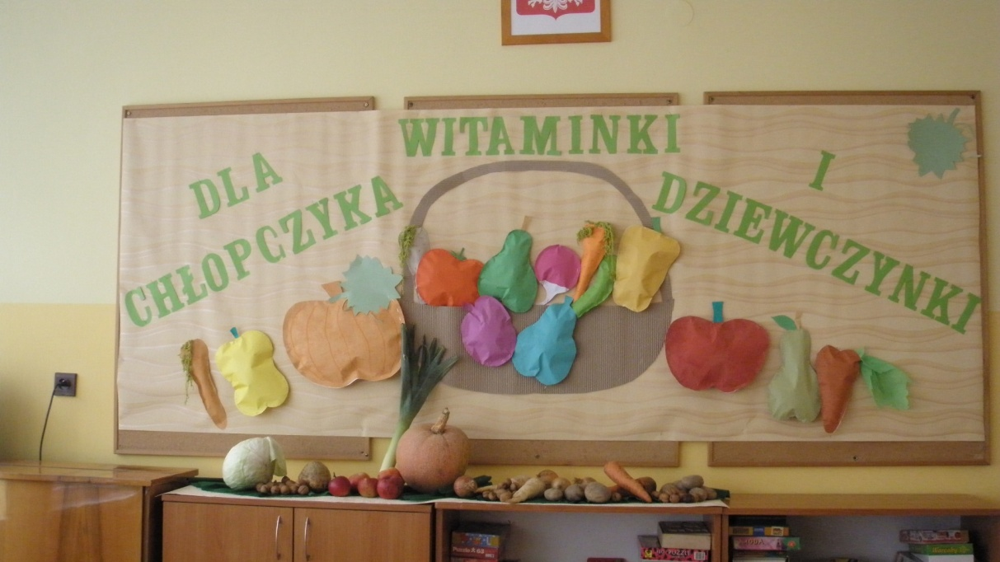 WITAMINKI
DLA
CHŁOPCZYKA
I
DZIEWCZYNKI